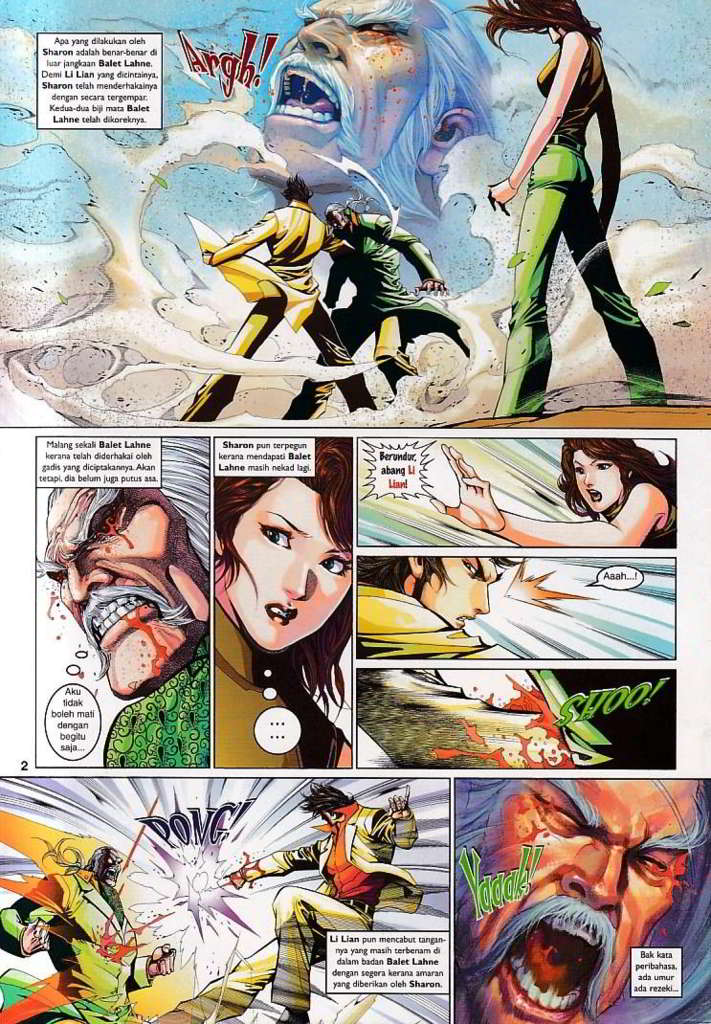 Apa yang dilakukan oleh
Sharon adalah benar-benar di
luar jangkaan Balet Lahne.
Demi Li Lian yang dicintainya,
Sharon telah menderhakainya
dengan secara tergempar.
Kedua-dua biji mata Balet
Lahne telah dikoreknya.
Argh!
Malang sekali Balet Lahne
kerana telah diderhakai oleh
gadis yang diciptakannya. Akan
tetapi, dia belum juga putus asa.
Aku
tidak
boleh mati
dengan
begitu
saja...
Sharon pun terpegun
kerana mendapati Balet
Lahne masih nekad lagi.
...
...
Berundur,
abang Li
Lian!
Aaah...!
SHOO!
2
PONG!
Li Lian pun mencabut tangan-
nya yang masih terbenam di
dalam badan Balet Lahne
dengan segera kerana amaran
yang diberikan oleh Sharon.
Yaaah!
Bak kata
peribahasa,
ada umur
ada rezeki...